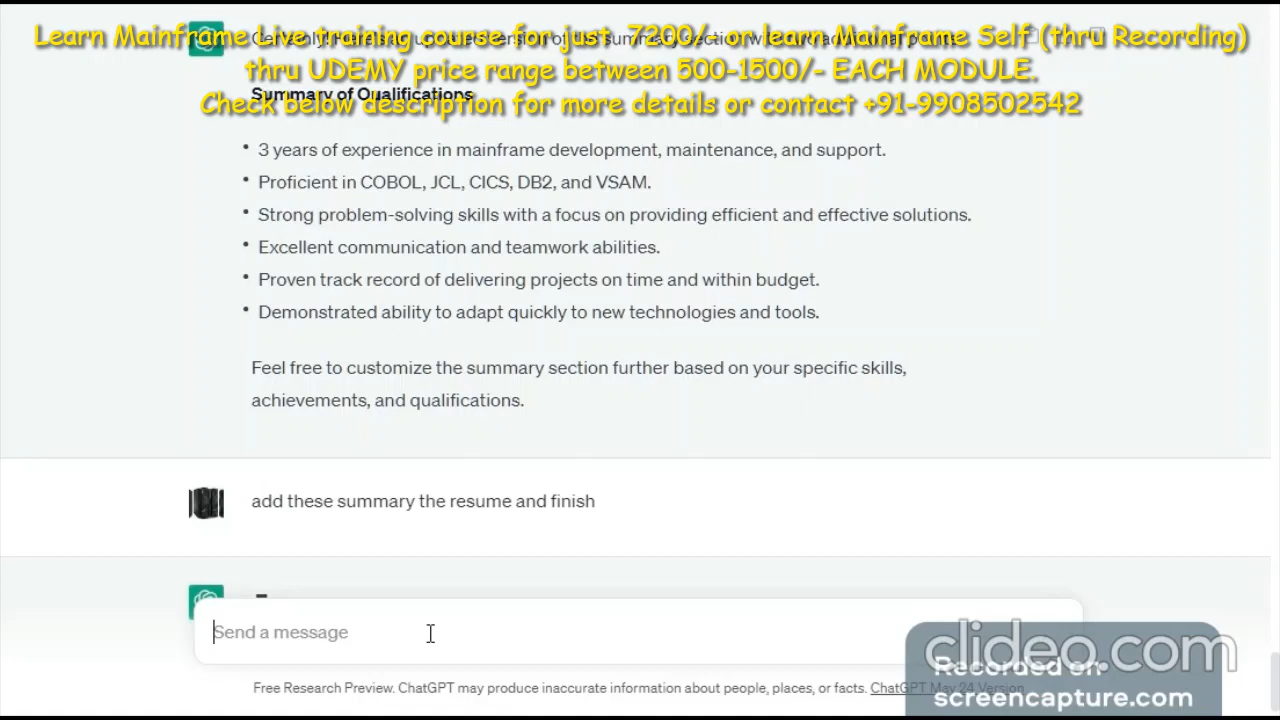 Learn Mainframe Live training course for just 7200/- or learn Mainframe Self (thru Recording)
thru UDEMY price range between 500-1500/- EACH MODULE.
Check below description for more details or contact +91-9908502542
Summary of Qualifications
3 years of experience in mainframe development, maintenance, and support.
Proficient in COBOL, JCL, CICS, DB2, and VSAM.
Strong problem-solving skills with a focus on providing efficient and effective solutions.
Excellent communication and teamwork abilities.
Proven track record of delivering projects on time and within budget.
Demonstrated ability to adapt quickly to new technologies and tools.
Feel free to customize the summary section further based on your specific skills,
achievements, and qualifications.
add these summary the resume and finish
Send a message
clideo.com
Recorded on
screencapture.com
Free Research Preview. ChatGPT may produce inaccurate information about people, places, or facts. ChatGPT May 24 Version